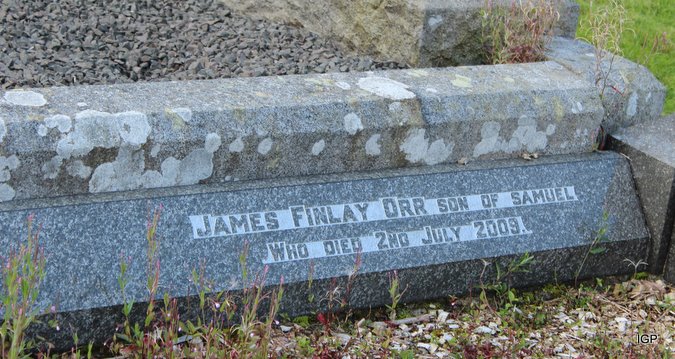 JAMES FINLAY ORR SON OF SAMUEL
WHO DIED 2ND JULY 2009.
IGP